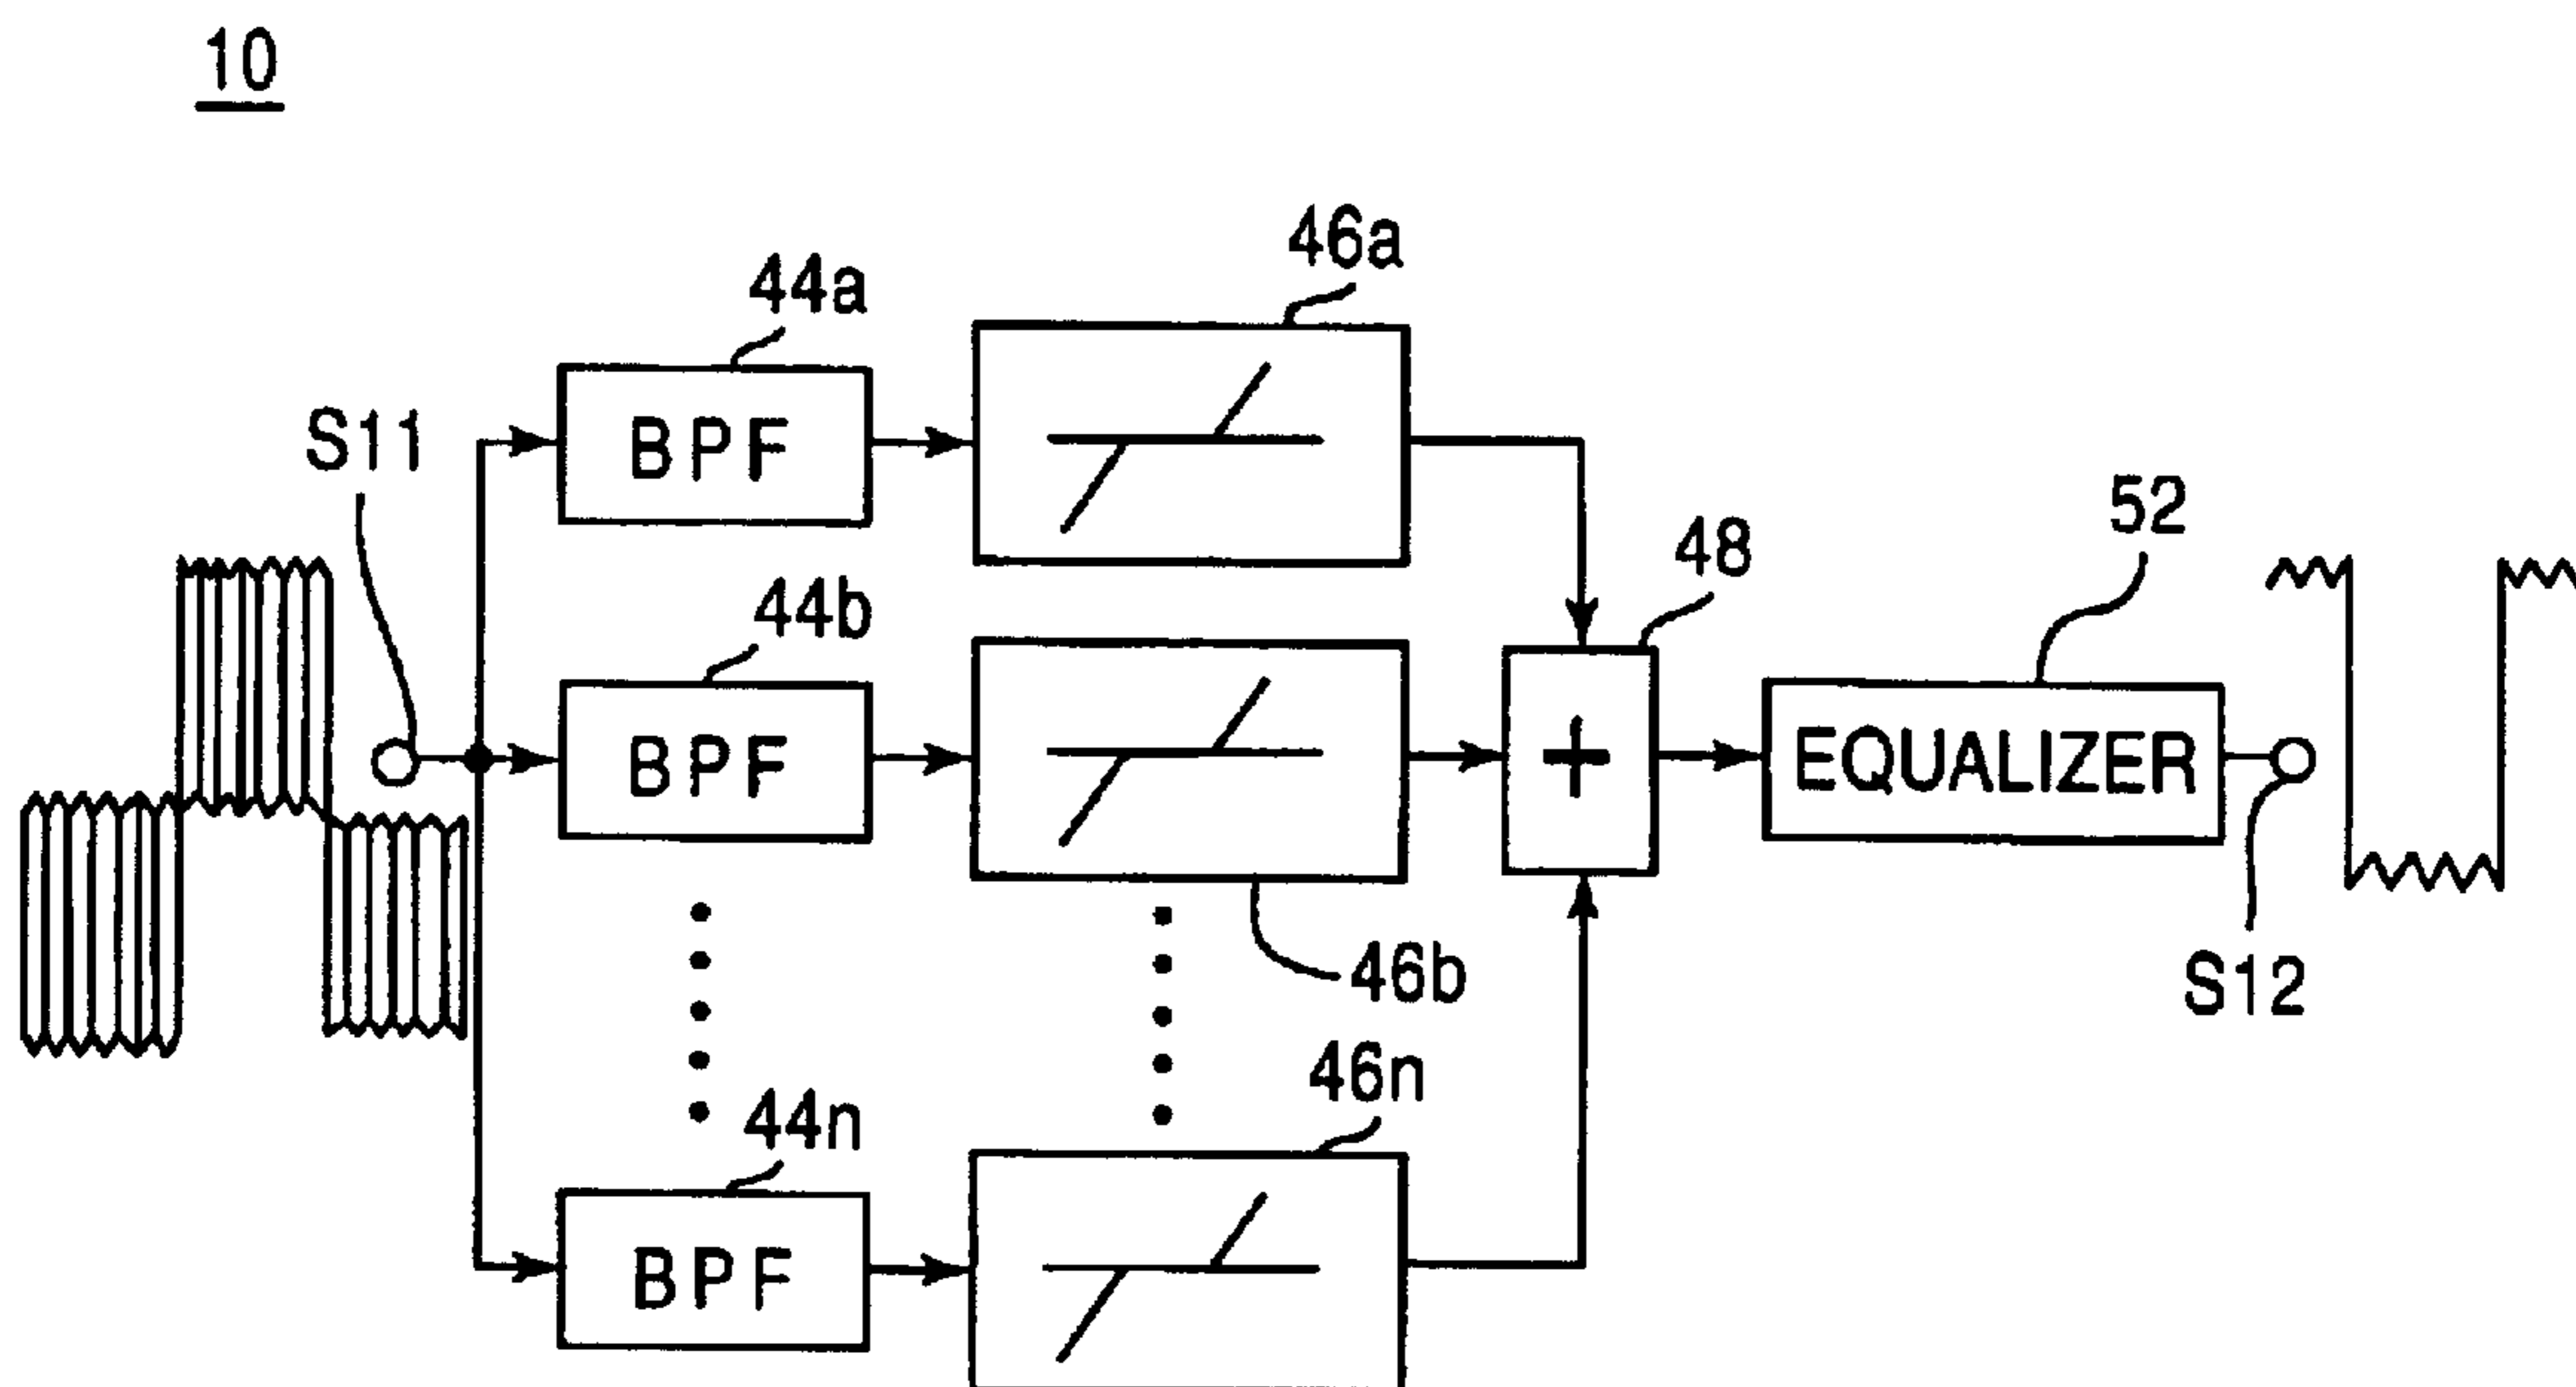 10
46a
44a
S11
BPF
52
48
44b
BPF
+
EQUALIZER
46b
S12
46n
44n
BPF